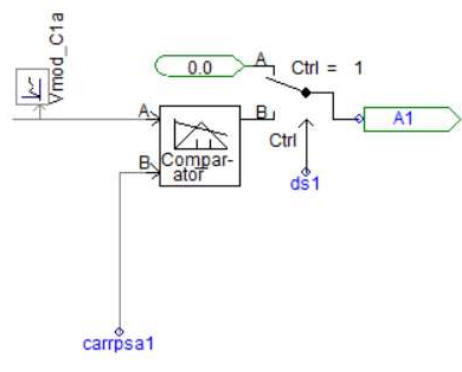 Vmod_C1a
0.0
A
Ctrl = 1
A
B
A1
Ctrl
B
Compar-
ator
ds1
carrpsa1